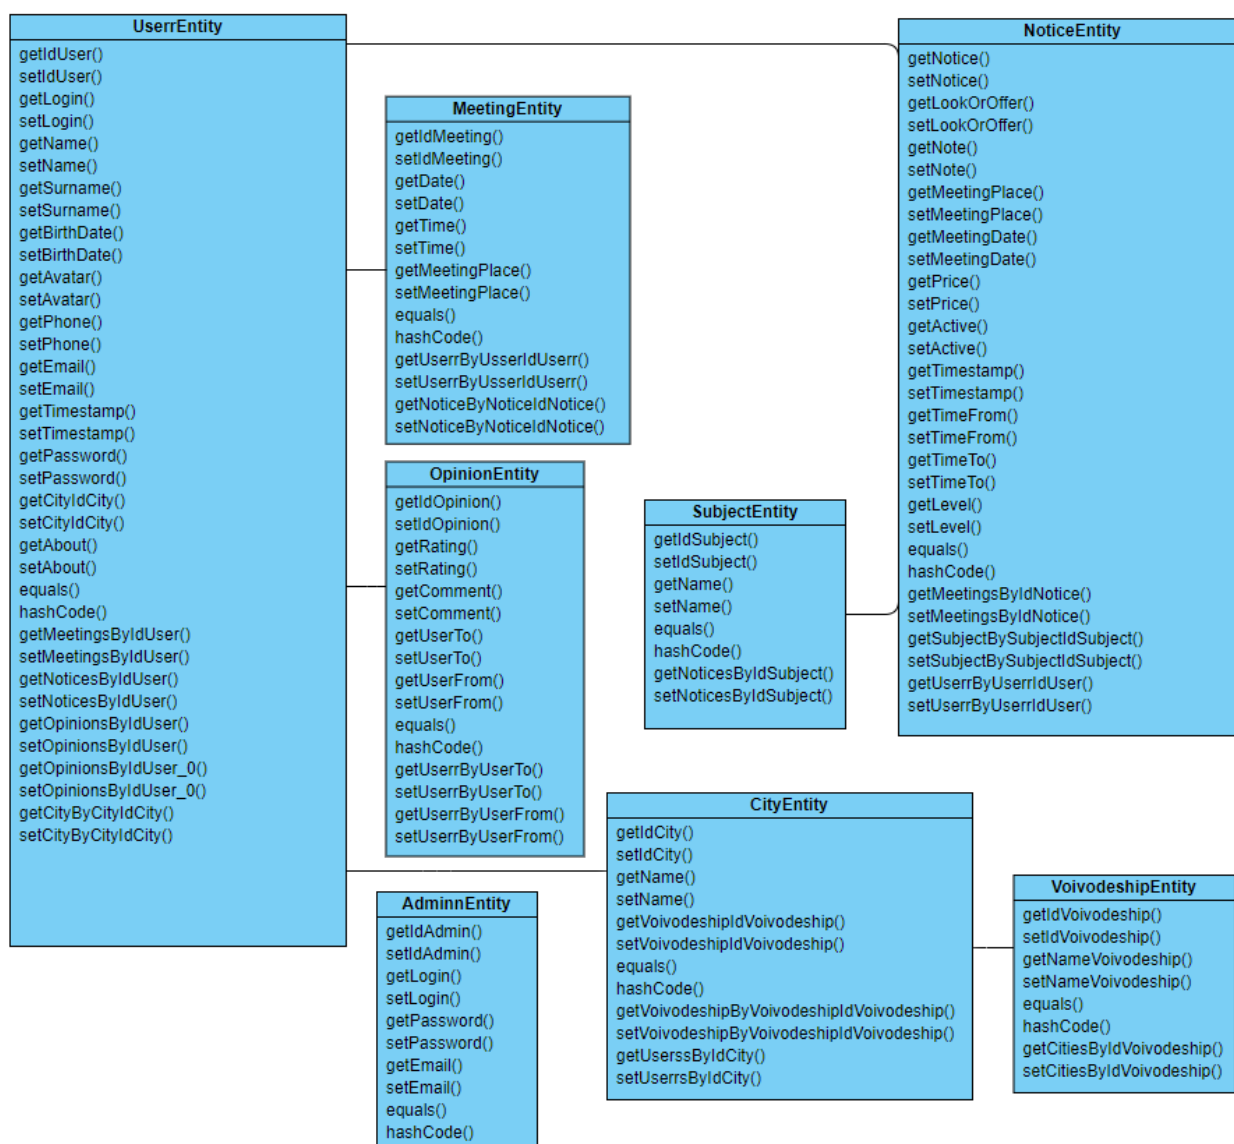 UserrEntity
getIdUser()
setIdUser()
getLogin()
setLogin()
getName()
setName()
getSurname()
setSurname()
getBirthDate()
setBirthDate()
getAvatar()
setAvatar()
getPhone()
setPhone()
getEmail()
setEmail()
getTimestamp()
setTimestamp()
getPassword()
setPassword()
getCityIdCity()
setCityIdCity()
getAbout()
setAbout()
equals()
hashCode()
getMeetingsByIdUser()
setMeetingsByIdUser()
getNoticesByIdUser()
setNoticesByIdUser()
getOpinionsByIdUser()
setOpinionsByIdUser()
getOpinionsByIdUser_0()
setOpinionsByIdUser_0()
getCityByCityIdCity()
setCityByCityIdCity()
MeetingEntity
getIdMeeting()
setIdMeeting()
getDate()
setDate()
getTime()
setTime()
getMeetingPlace()
setMeetingPlace()
equals()
hashCode()
getUserrByUsserIdUserr()
setUserrByUsserIdUserr()
getNoticeByNoticeIdNotice()
setNoticeByNoticeIdNotice()
OpinionEntity
getIdOpinion()
setIdOpinion()
getRating()
setRating()
getComment()
setComment()
getUserTo()
setUserTo()
getUserFrom()
setUserFrom()
equals()
hashCode()
getUserrByUserTo()
setUserrByUserTo()
getUserrByUserFrom()
setUserrByUserFrom()
AdminnEntity
getIdAdmin()
setIdAdmin()
getLogin()
setLogin()
getPassword()
setPassword()
getEmail()
setEmail()
equals()
hashCode()
SubjectEntity
getIdSubject()
setIdSubject()
getName()
setName()
equals()
hashCode()
getNoticesByIdSubject()
setNoticesByIdSubject()
CityEntity
getIdCity()
setIdCity()
getName()
setName()
getVoivodeshipIdVoivodeship()
setVoivodeshipIdVoivodeship()
equals()
hashCode()
getVoivodeshipByVoivodeshipIdVoivodeship()
setVoivodeshipByVoivodeshipIdVoivodeship()
getUserssByIdCity()
setUserrsByIdCity()
NoticeEntity
getNotice()
setNotice()
getLookOrOffer()
setLookOrOffer()
getNote()
setNote()
getMeetingPlace()
setMeetingPlace()
getMeetingDate()
setMeetingDate()
getPrice()
setPrice()
getActive()
setActive()
getTimestamp()
setTimestamp()
getTimeFrom()
setTimeFrom()
getTimeTo()
setTimeTo()
getLevel()
setLevel()
equals()
hashCode()
getMeetingsByIdNotice()
setMeetingsByIdNotice()
getSubjectBySubjectIdSubject()
setSubjectBySubjectIdSubject()
getUserrByUserrIdUser()
setUserrByUserrIdUser()
VoivodeshipEntity
getIdVoivodeship()
setIdVoivodeship()
getNameVoivodeship()
setNameVoivodeship()
equals()
hashCode()
getCitiesByIdVoivodeship()
setCitiesByIdVoivodeship()